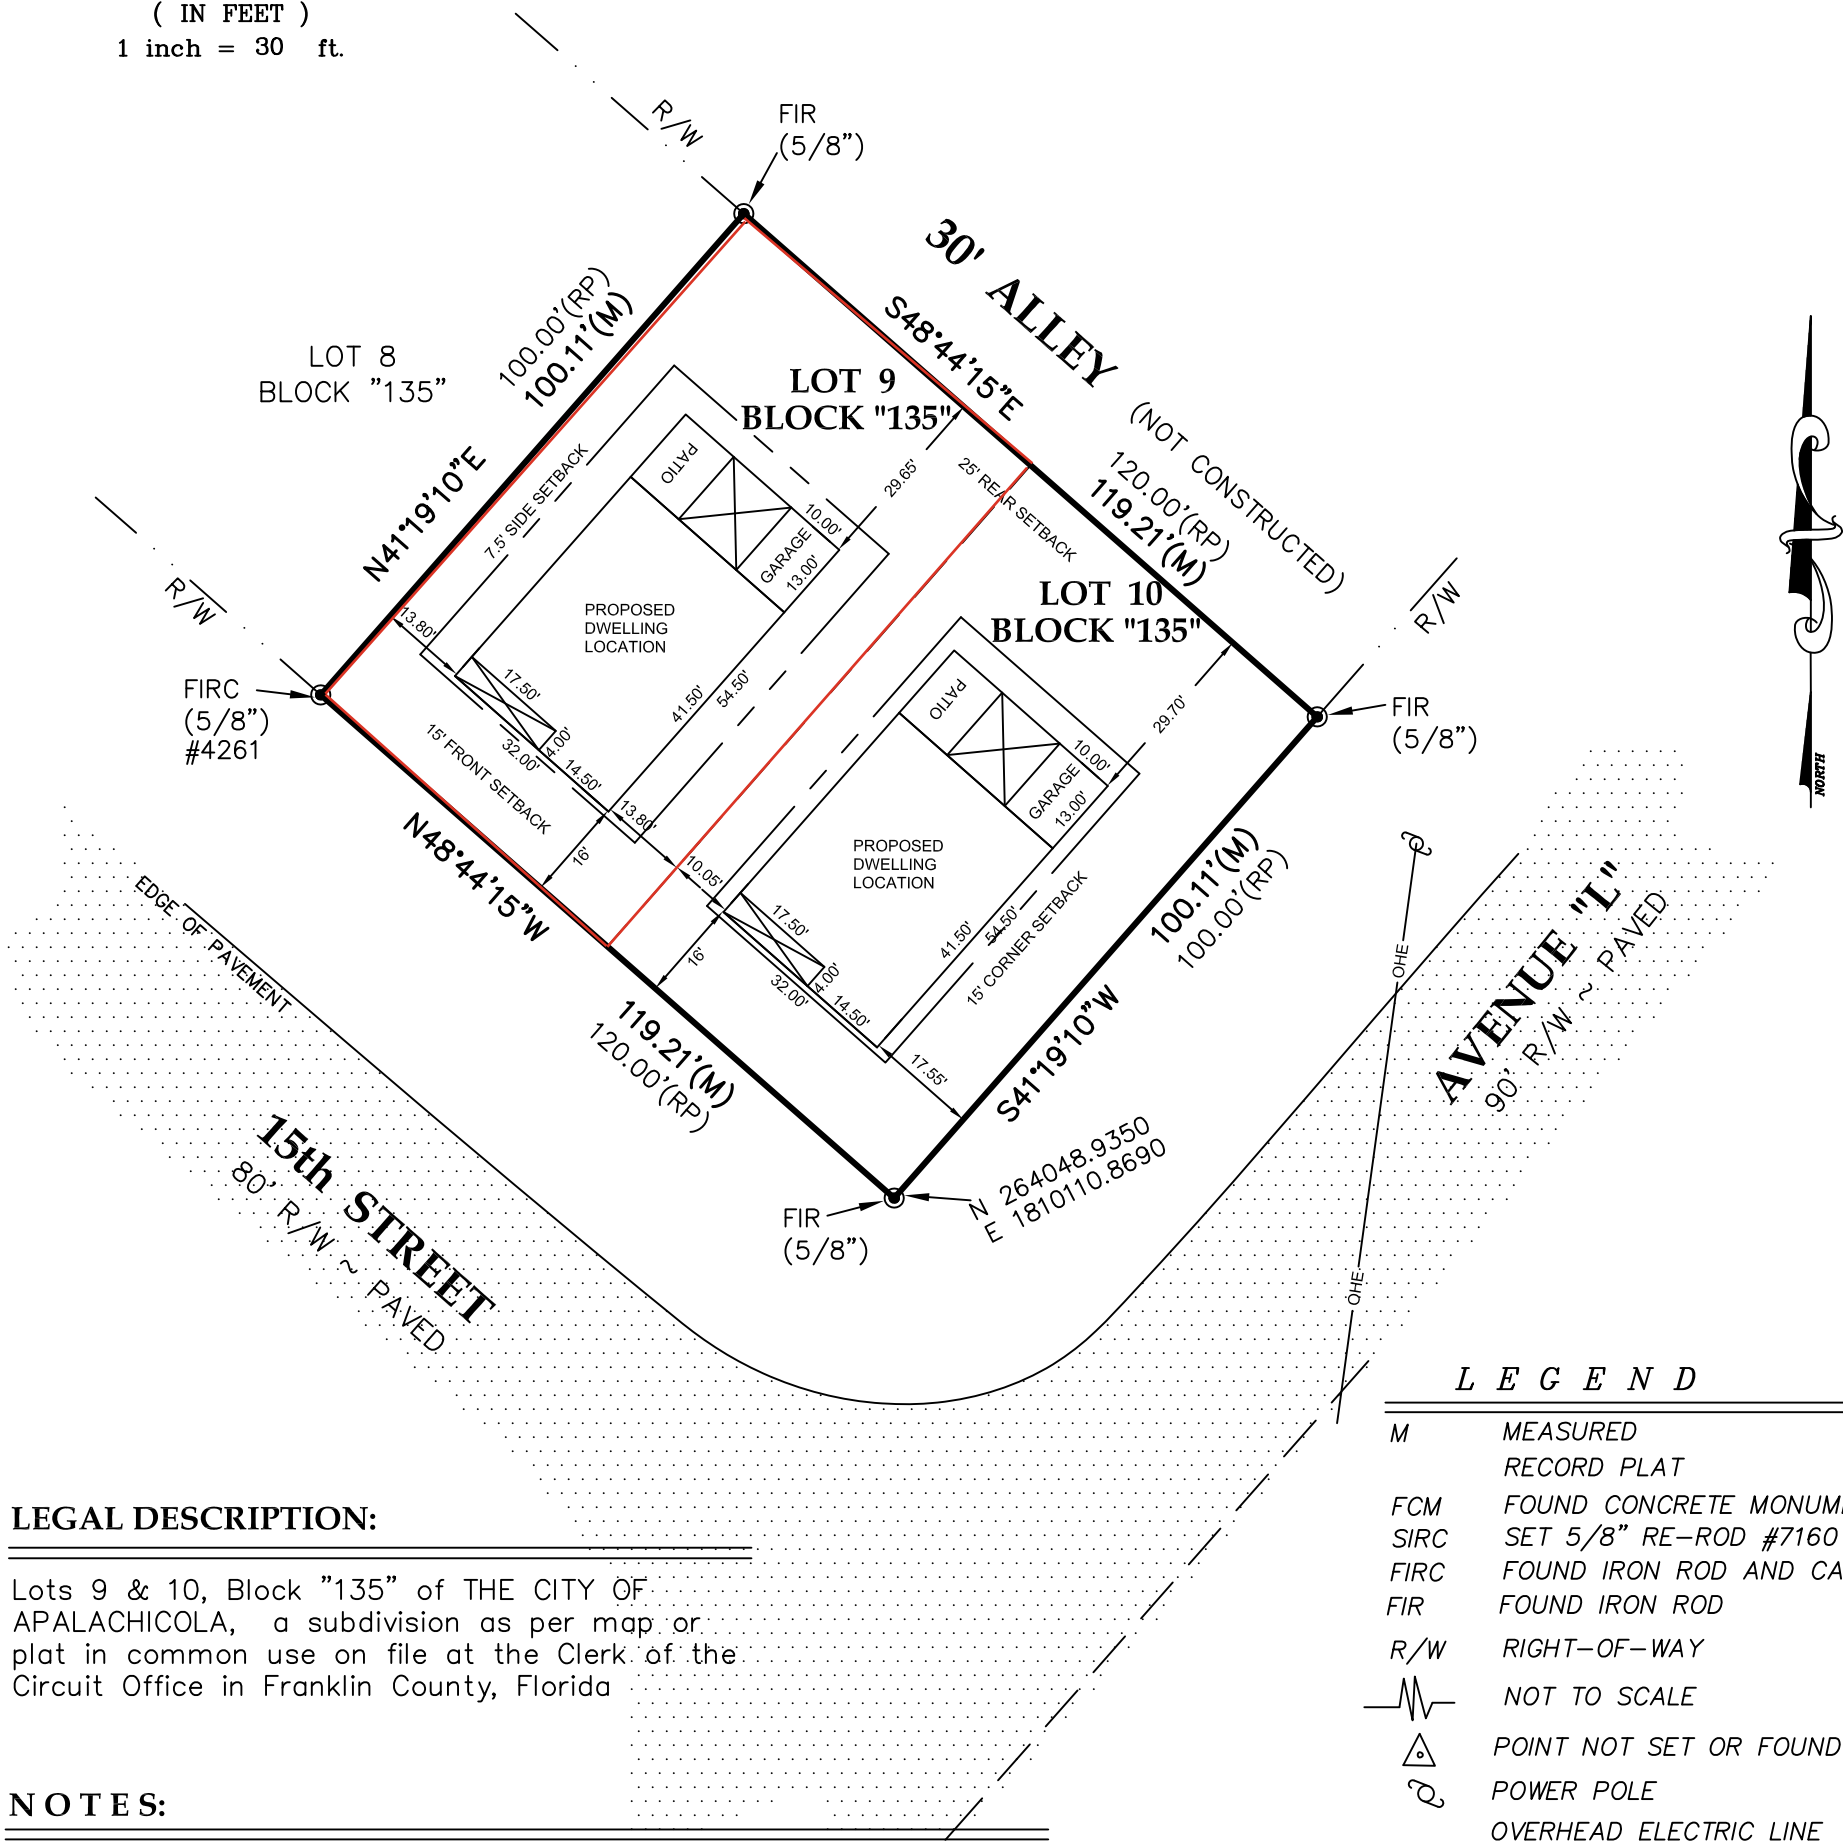 ( IN FEET )
1 inch = 30 ft.
R/W
FIR
(5/8")
30' ALLEY
(NOT CONSTRUCTED)
S48°44'15"E
120.00'(RP)
119.21'(M)
100.00'(RP)
100.11'(M)
N41°19'10"E
LOT 8
BLOCK "135"
LOT 9
BLOCK "135"
7.5' SIDE SETBACK
PATIO
10.00'
GARAGE
13.00'
29.65'
25' REAR SETBACK
PROPOSED
DWELLING
LOCATION
13.80'
17.50'
4.00'
32.00'
14.50'
41.50'
54.50'
15' FRONT SETBACK
13.80'
16'
10.05'
LOT 10
BLOCK "135"
PATIO
10.00'
GARAGE
13.00'
29.70'
PROPOSED
DWELLING
LOCATION
17.50'
4.00'
32.00'
14.50'
41.50'
54.50'
15' CORNER SETBACK
16'
17.55'
R/W
FIRC
(5/8")
#4261
R/W
FIR
(5/8")
NORTH
N48°44'15"W
119.21'(M)
120.00'(RP)
100.11'(M)
100.00'(RP)
S41°19'10"W
EDGE OF PAVEMENT
15th STREET
80' R/W ~ PAVED
AVENUE "L"
90' R/W ~ PAVED
OHE
OHE
N 264048.9350
E 1810110.8690
FIR
(5/8")
LEGEND
M MEASURED
RECORD PLAT
FCM FOUND CONCRETE MONUM
SIRC SET 5/8" RE-ROD #7160
FIRC FOUND IRON ROD AND CA
FIR FOUND IRON ROD
R/W RIGHT-OF-WAY
NOT TO SCALE
POINT NOT SET OR FOUND
POWER POLE
OVERHEAD ELECTRIC LINE
LEGAL DESCRIPTION:
Lots 9 & 10, Block "135" of THE CITY OF
APALACHICOLA, a subdivision as per map or
plat in common use on file at the Clerk of the
Circuit Office in Franklin County, Florida
NOTES: